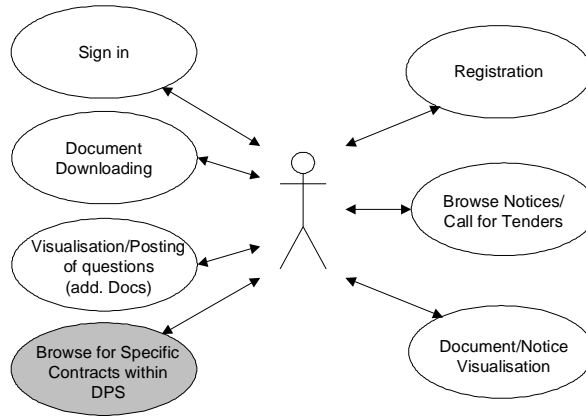 Sign in
Registration
Document
Downloading
Browse Notices/
Call for Tenders
Visualisation/Posting
of questions
(add. Docs)
Browse for Specific
Contracts within
DPS
Document/Notice
Visualisation